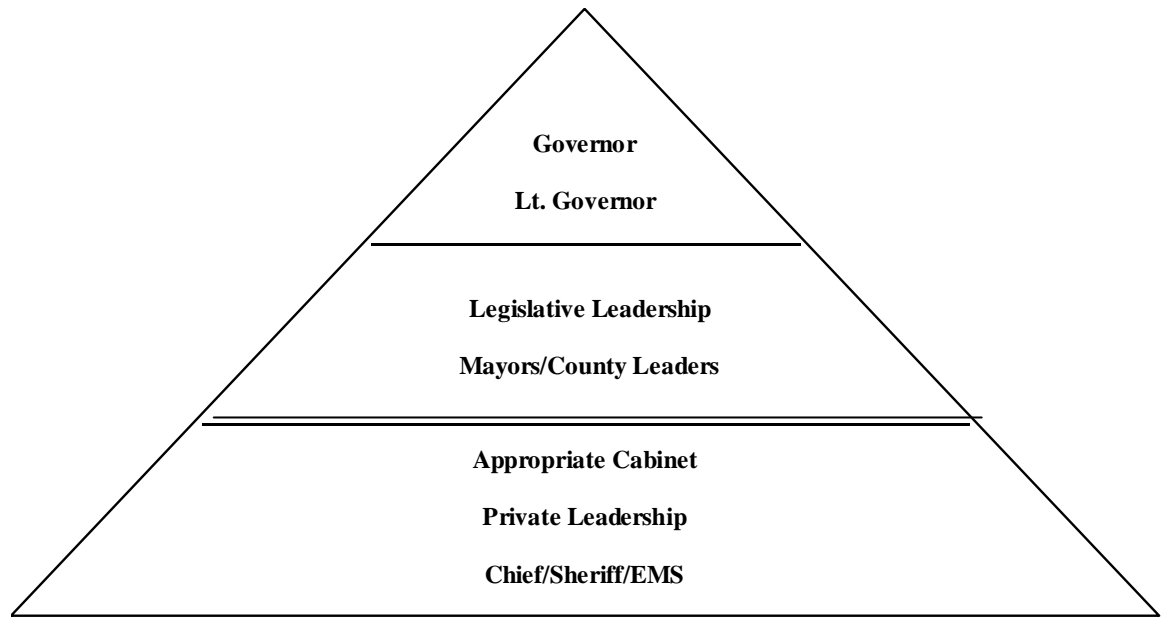 Governor
Lt. Governor
Legislative Leadership
Mayors/County Leaders
Appropriate Cabinet
Private Leadership
Chief/Sheriff/EMS